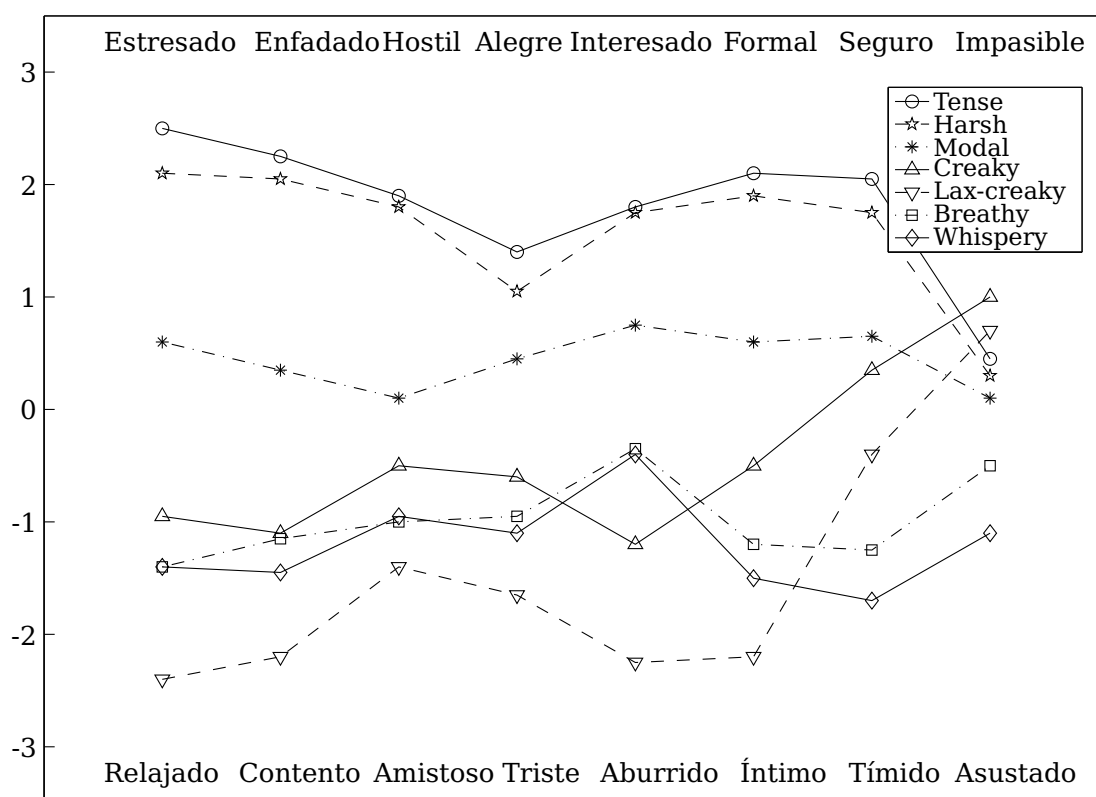 Estresado Enfadado Hostil Alegre Interesado Formal Seguro Impasible
3
Tense
Harsh
Modal
Creaky
Lax-creaky
Breathy
Whispery
2
1
0
-1
-2
-3
Relajado Contento Amistoso Triste Aburrido Íntimo Tímido Asustado